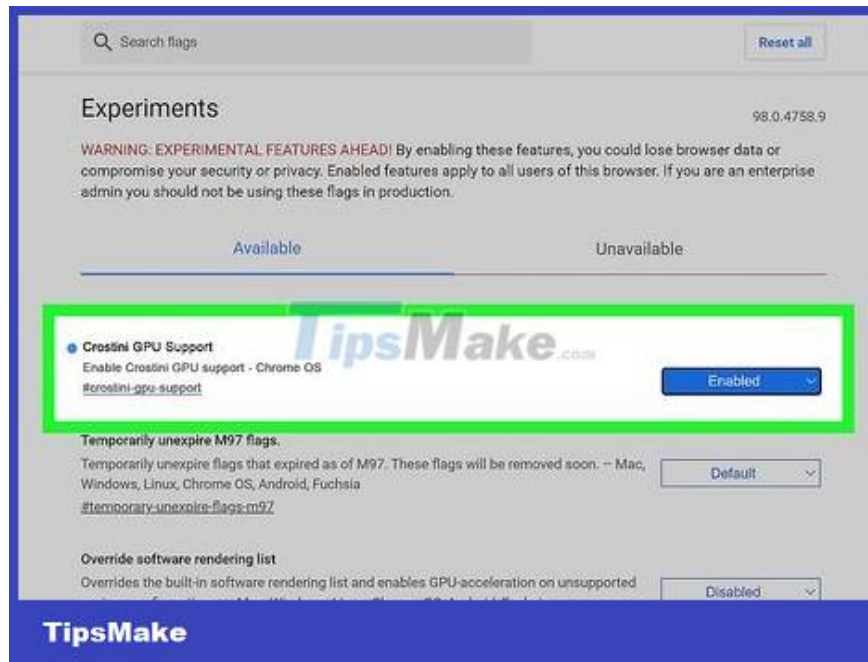 Search flags
Reset all
Experiments
98.0.4758.9
WARNING: EXPERIMENTAL FEATURES AHEAD! By enabling these features, you could lose browser data or
compromise your security or privacy. Enabled features apply to all users of this browser. If you are an enterprise
admin you should not be using these flags in production.
Available
Unavailable
TipsMake.com
Crostini GPU Support
Enable Crostini GPU support - Chrome OS
#crostini-gpu-support
Enabled
Temporarily unexpire M97 flags.
Temporarily unexpire flags that expired as of M97. These flags will be removed soon. – Mac,
Windows, Linux, Chrome OS, Android, Fuchsia
#temporary-unexpire-flags-m97
Default
Override software rendering list
Overrides the built-in software rendering list and enables GPU-acceleration on unsupported
Disabled
TipsMake